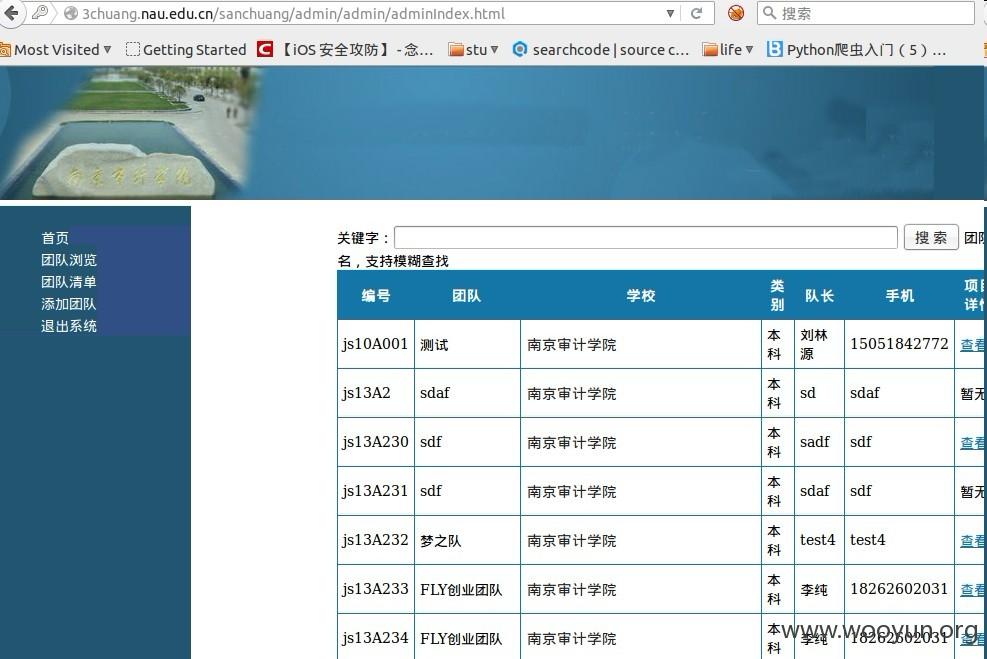 3chuang.nau.edu.cn/sanchuang/admin/admin/adminIndex.html 搜索
Most Visited Getting Started 【iOS 安全攻防】 - 念... stu searchcode | source c... life Python爬虫入门（5）...
南京审计学院
首页
团队浏览
团队清单
添加团队
退出系统
关键字： 搜 索 团队
名，支持模糊查找
编号 团队 学校 类别 队长 手机 项目详情
js10A001 测试 南京审计学院 本科 刘林源 15051842772 查看
js13A2 sdaf 南京审计学院 本科 sd sdaf 暂无
js13A230 sdf 南京审计学院 本科 sadf sdf 查看
js13A231 sdf 南京审计学院 本科 sdaf sdf 暂无
js13A232 梦之队 南京审计学院 本科 test4 test4 查看
js13A233 FLY创业团队 南京审计学院 本科 李纯 18262602031 查看
js13A234 FLY创业团队 南京审计学院 本科 李纯 18262602031 查看
www.wooyun.org